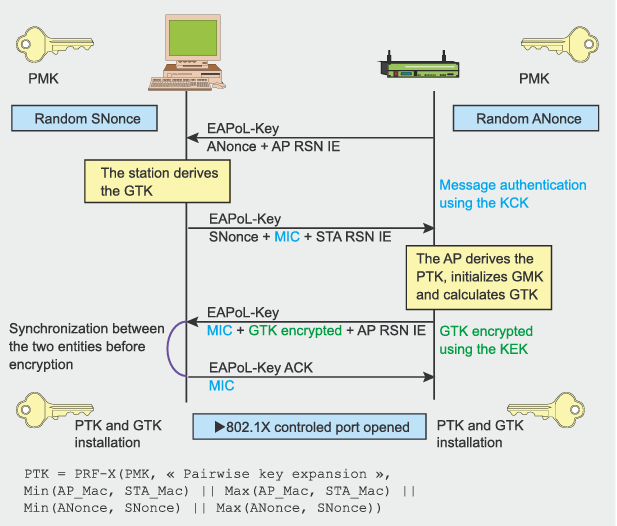 PMK
PMK
Random SNonce
Random ANonce
EAPoL-Key
ANonce + AP RSN IE
The station derives
the GTK
Message authentication
using the KCK
EAPoL-Key
SNonce + MIC + STA RSN IE
The AP derives the
PTK, initializes GMK
and calculates GTK
EAPoL-Key
MIC + GTK encrypted + AP RSN IE
Synchronization between
the two entities before
encryption
GTK encrypted
using the KEK
EAPoL-Key ACK
MIC
PTK and GTK
installation
▶802.1X controled port opened
PTK and GTK
installation
PTK = PRF-X(PMK, « Pairwise key expansion »,
Min(AP_Mac, STA_Mac) || Max(AP_Mac, STA_Mac) ||
Min(ANonce, SNonce) || Max(ANonce, SNonce))